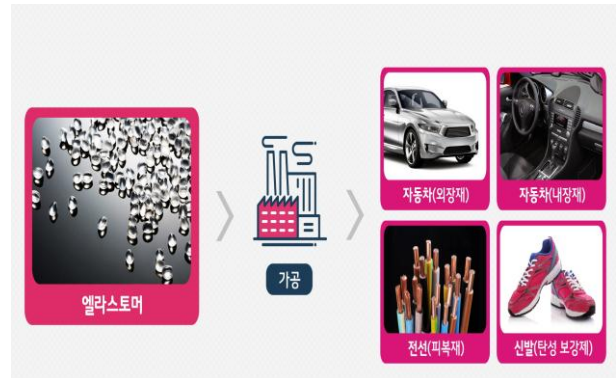 엘라스토머
가공
자동차(외장재)
자동차(내장재)
전선(피복재)
신발(탄성 보강제)